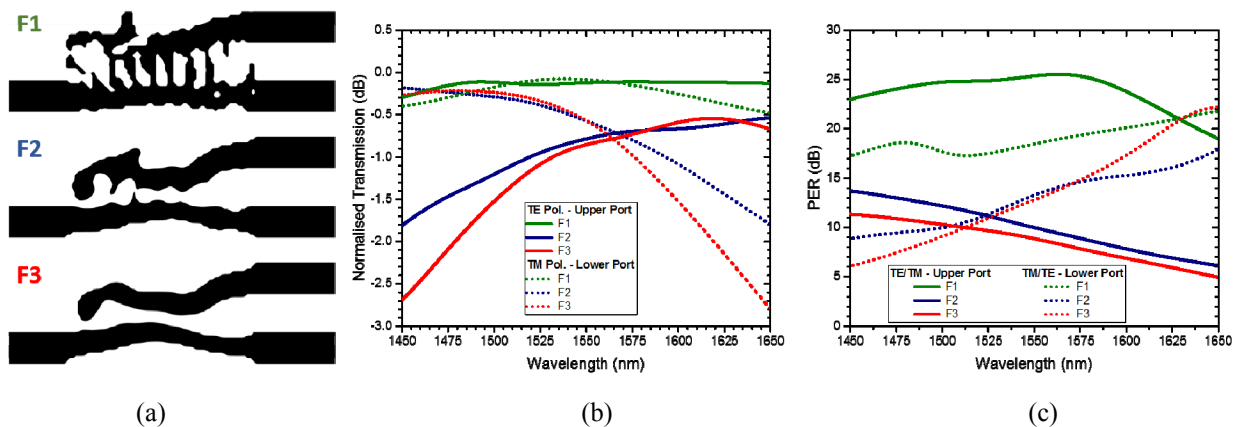 F1
F2
F3
0.5
0.0
-0.5
-1.0
-1.5
-2.0
-2.5
-3.0
Normalised Transmission (dB)
TE Pol. - Upper Port
F1
F2
F3
TM Pol. - Lower Port
F1
F2
F3
1450 1475 1500 1525 1550 1575 1600 1625 1650
Wavelength (nm)
30
25
20
15
10
5
0
PER (dB)
TE/TM - Upper Port TM/TE - Lower Port
F1 F1
F2 F2
F3 F3
1450 1475 1500 1525 1550 1575 1600 1625 1650
Wavelength (nm)
(a) (b) (c)